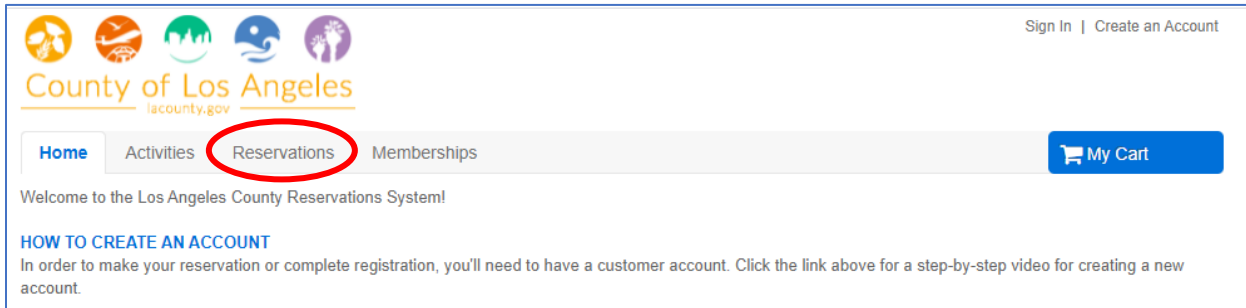 Sign In | Create an Account
County of Los Angeles
lacounty.gov
Home Activities Reservations Memberships My Cart
Welcome to the Los Angeles County Reservations System!
HOW TO CREATE AN ACCOUNT
In order to make your reservation or complete registration, you'll need to have a customer account. Click the link above for a step-by-step video for creating a new
account.